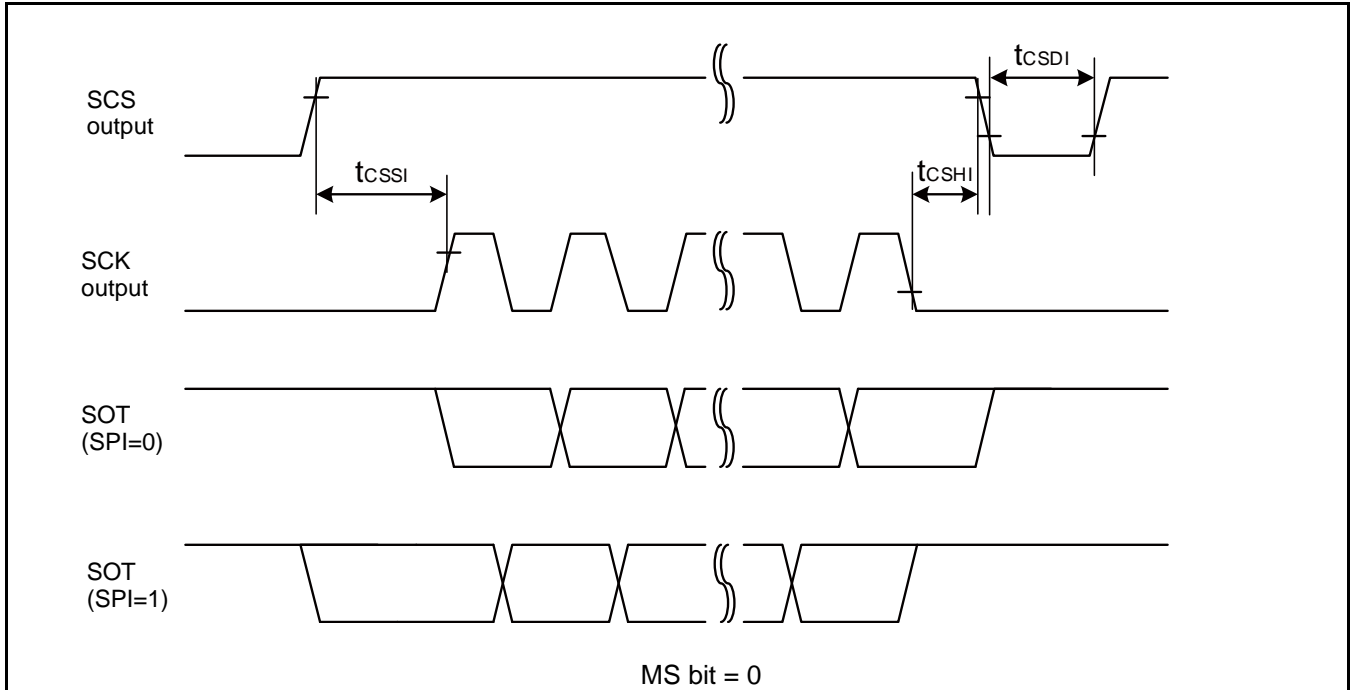 SCS
output
tCSSI
tCSHI
tCSDI
SCK
output
SOT
(SPI=0)
SOT
(SPI=1)
MS bit = 0